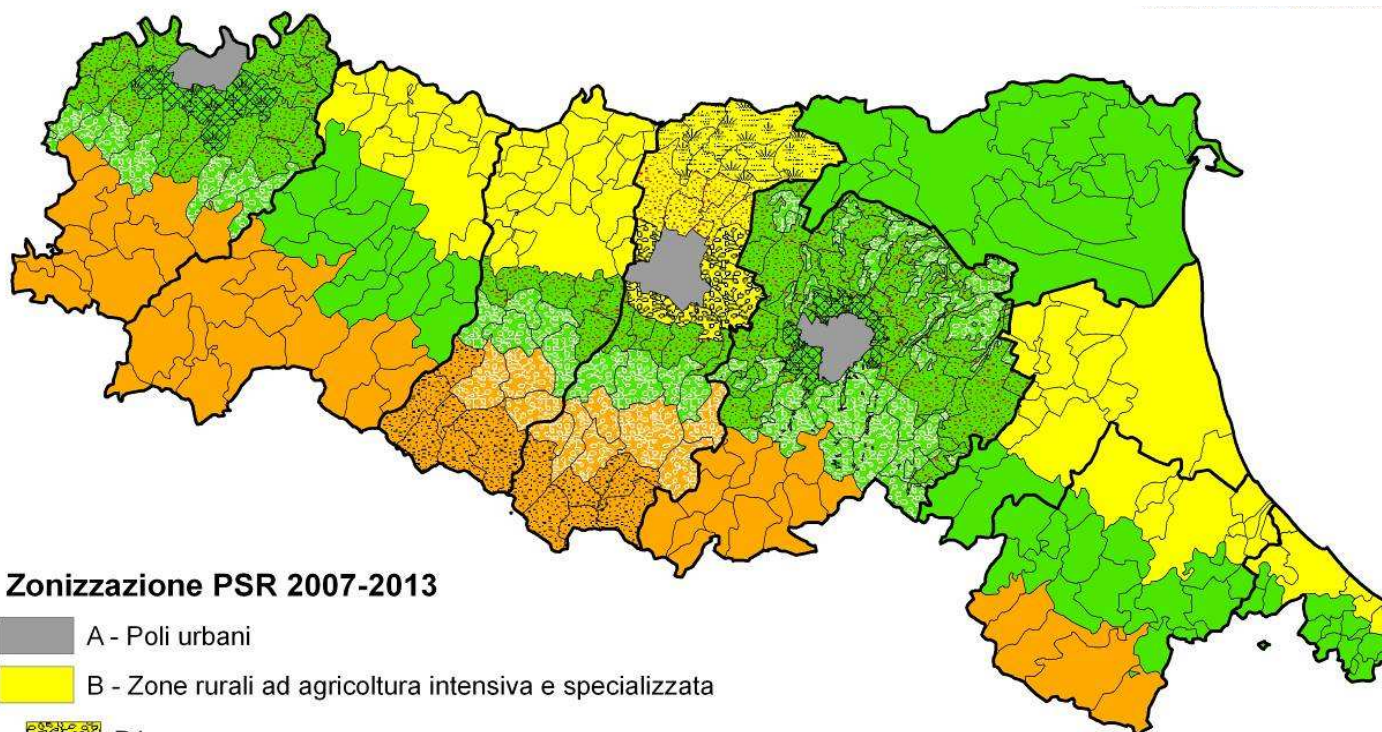 Zonizzazione PSR 2007-2013
A - Poli urbani
B - Zone rurali ad agricoltura intensiva e specializzata